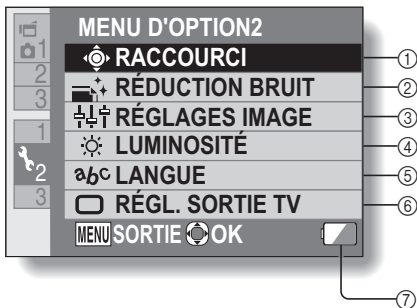 MENU D'OPTION2
1
2
3
1
2
3
RACCOURCI
RÉDUCTION BRUIT
RÉGLAGES IMAGE
LUMINOSITÉ
abc LANGUE
RÉGL. SORTIE TV
MENU SORTIE OK
①
②
③
④
⑤
⑥
⑦